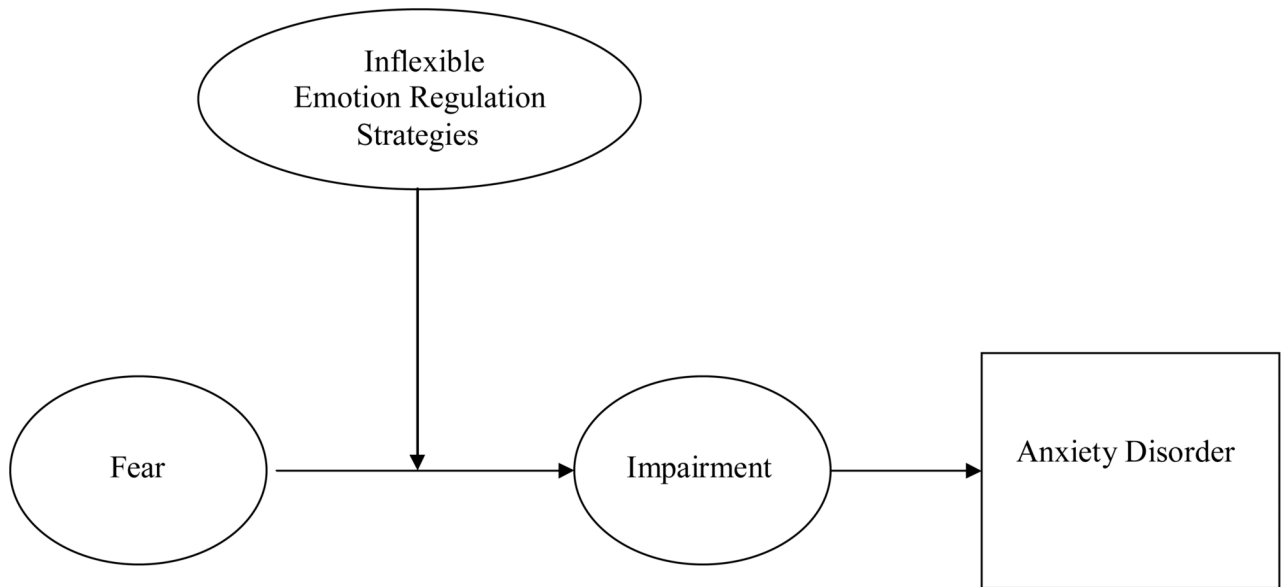 Inflexible
Emotion Regulation
Strategies
Fear
Impairment
Anxiety Disorder